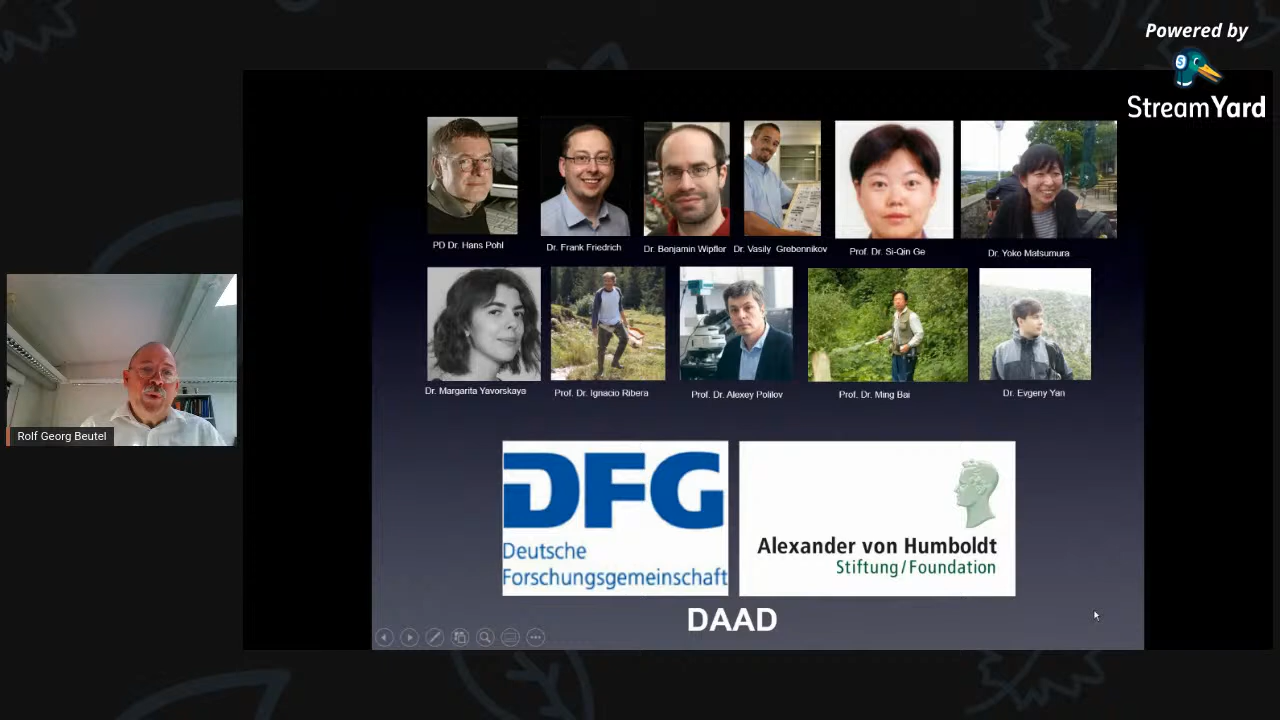 Powered by
StreamYard
PD Dr. Hans Pohl
Dr. Frank Friedrich
Dr. Benjamin Wipfler
Dr. Vasily Grebennikov
Prof. Dr. Si-Qin Ge
Dr. Yoko Matsumura
Dr. Margarita Yavorskaya
Prof. Dr. Ignacio Ribera
Prof. Dr. Alexey Polilov
Prof. Dr. Ming Bai
Dr. Evgeny Yan
Rolf Georg Beutel
DFG
Deutsche
Forschungsgemeinschaft
Alexander von Humboldt
Stiftung/Foundation
DAAD